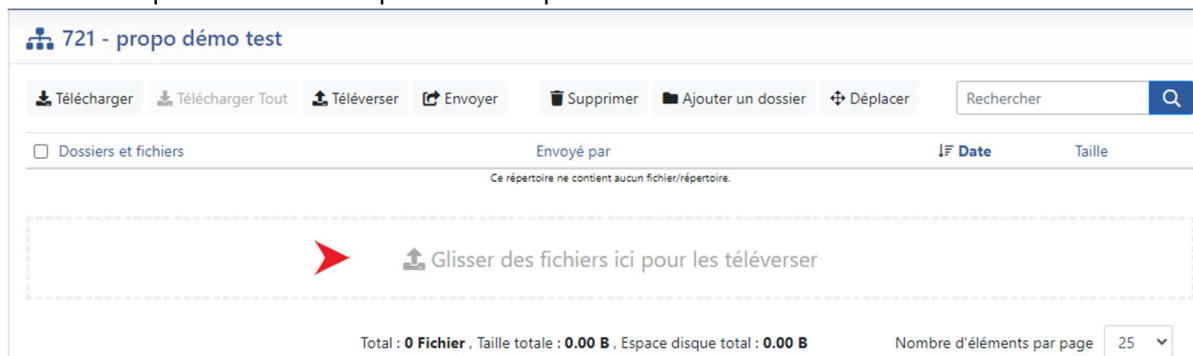 721 - propo démo test
Télécharger Télécharger Tout Téléverser Envoyer Supprimer Ajouter un dossier Déplacer Rechercher
Dossiers et fichiers Envoyé par Date Taille
Ce répertoire ne contient aucun fichier/répertoire.
Glisser des fichiers ici pour les téléverser
Total : 0 Fichier , Taille totale : 0.00 B , Espace disque total : 0.00 B Nombre d'éléments par page 25